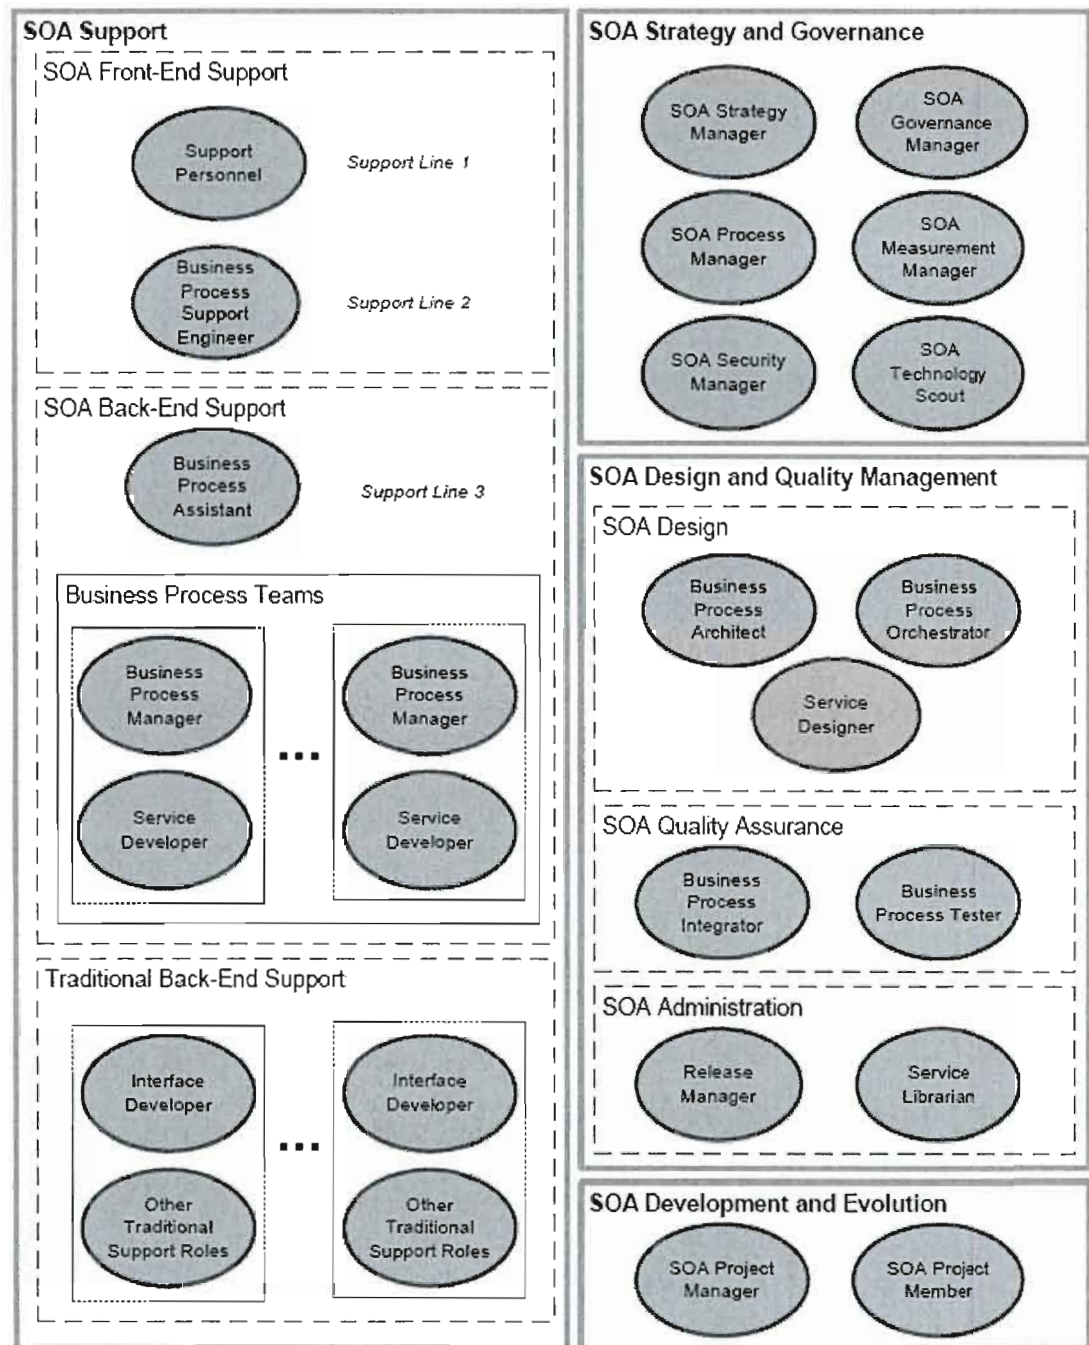 SOA Support
SOA Front-End Support
Support
Personnel
Support Line 1
Business
Process
Support
Engineer
Support Line 2
SOA Back-End Support
Business
Process
Assistant
Support Line 3
Business Process Teams
Business
Process
Manager
Business
Process
Manager
...
Service
Developer
Service
Developer
Traditional Back-End Support
Interface
Developer
Interface
Developer
...
Other
Traditional
Support Roles
Other
Traditional
Support Roles
SOA Strategy and Governance
SOA Strategy
Manager
SOA
Governance
Manager
SOA Process
Manager
SOA
Measurement
Manager
SOA Security
Manager
SOA
Technology
Scout
SOA Design and Quality Management
SOA Design
Business
Process
Architect
Business
Process
Orchestrator
Service
Designer
SOA Quality Assurance
Business
Process
Integrator
Business
Process Tester
SOA Administration
Release
Manager
Service
Librarian
SOA Development and Evolution
SOA Project
Manager
SOA Project
Member